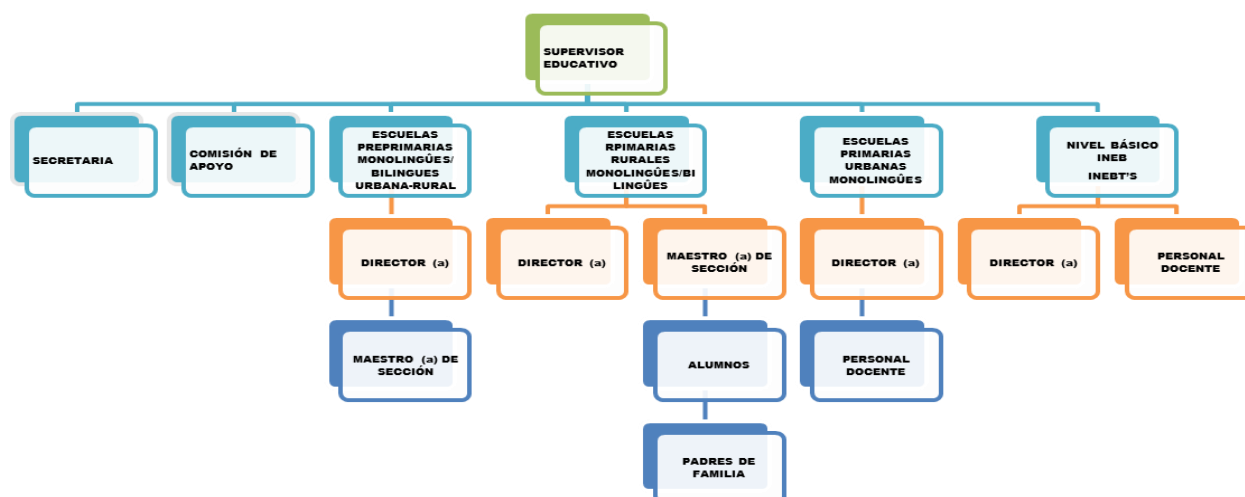 SUPERVISOR
EDUCATIVO
SECRETARIA
COMISIÓN DE
APOYO
ESCUELAS
PREPRIMARIAS
MONOLINGÜES/
BILINGUES
URBANA-RURAL
ESCUELAS
RPIMARIAS
RURALES
MONOLINGÜES/BI
LINGÜES
ESCUELAS
PRIMARIAS
URBANAS
MONOLINGÜES
NIVEL BÁSICO
INEB
INEBT'S
DIRECTOR (a)
DIRECTOR (a)
MAESTRO (a) DE
SECCIÓN
DIRECTOR (a)
DIRECTOR (a)
PERSONAL
DOCENTE
MAESTRO (a) DE
SECCIÓN
ALUMNOS
PERSONAL
DOCENTE
PADRES DE
FAMILIA